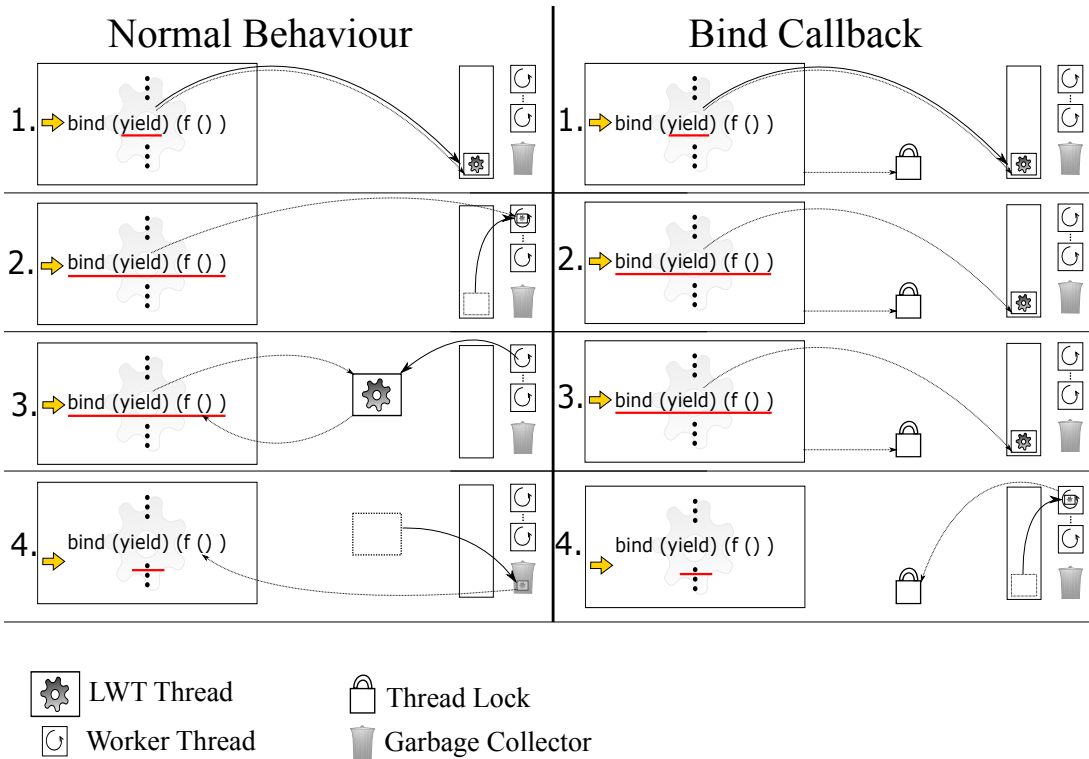 Normal Behaviour
Bind Callback
1. bind (yield) (f () )
1. bind (yield) (f () )
2. bind (yield) (f () )
2. bind (yield) (f () )
3. bind (yield) (f () )
3. bind (yield) (f () )
4. bind (yield) (f () )
4. bind (yield) (f () )
LWT Thread
Thread Lock
Worker Thread
Garbage Collector